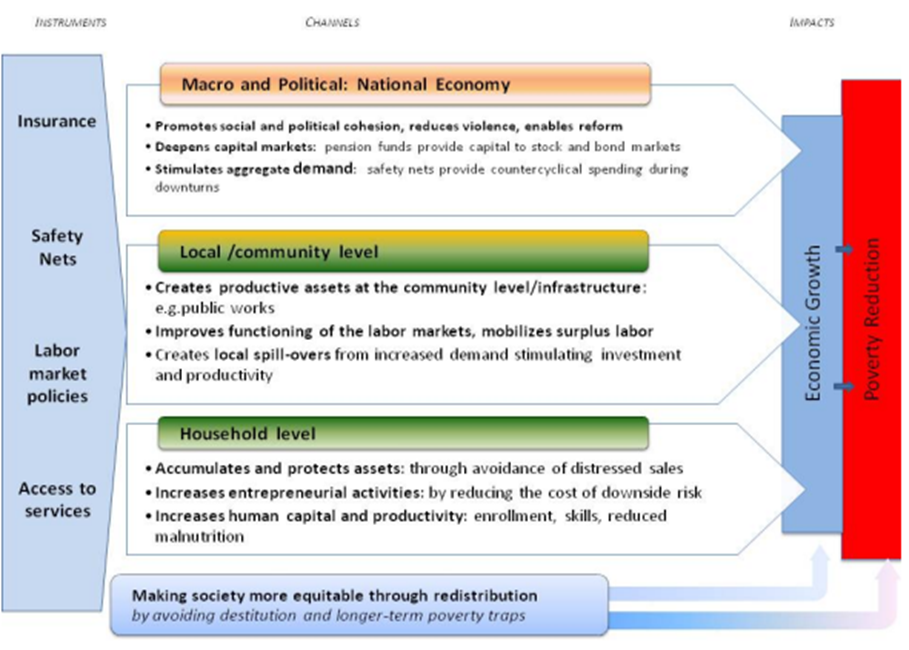 INSTRUMENTS
CHANNELS
IMPACTS
Insurance
Safety
Nets
Labor
market
policies
Access to
services
Macro and Political: National Economy
• Promotes social and political cohesion, reduces violence, enables reform
• Deepens capital markets: pension funds provide capital to stock and bond markets
• Stimulates aggregate demand: safety nets provide countercyclical spending during
downturns
Local /community level
• Creates productive assets at the community level/infrastructure:
e.g.public works
• Improves functioning of the labor markets, mobilizes surplus labor
• Creates local spill-overs from increased demand stimulating investment
and productivity
Household level
• Accumulates and protects assets: through avoidance of distressed sales
• Increases entrepreneurial activities: by reducing the cost of downside risk
• Increases human capital and productivity: enrollment, skills, reduced
malnutrition
Making society more equitable through redistribution
by avoiding destitution and longer-term poverty traps
Economic Growth
Poverty Reduction